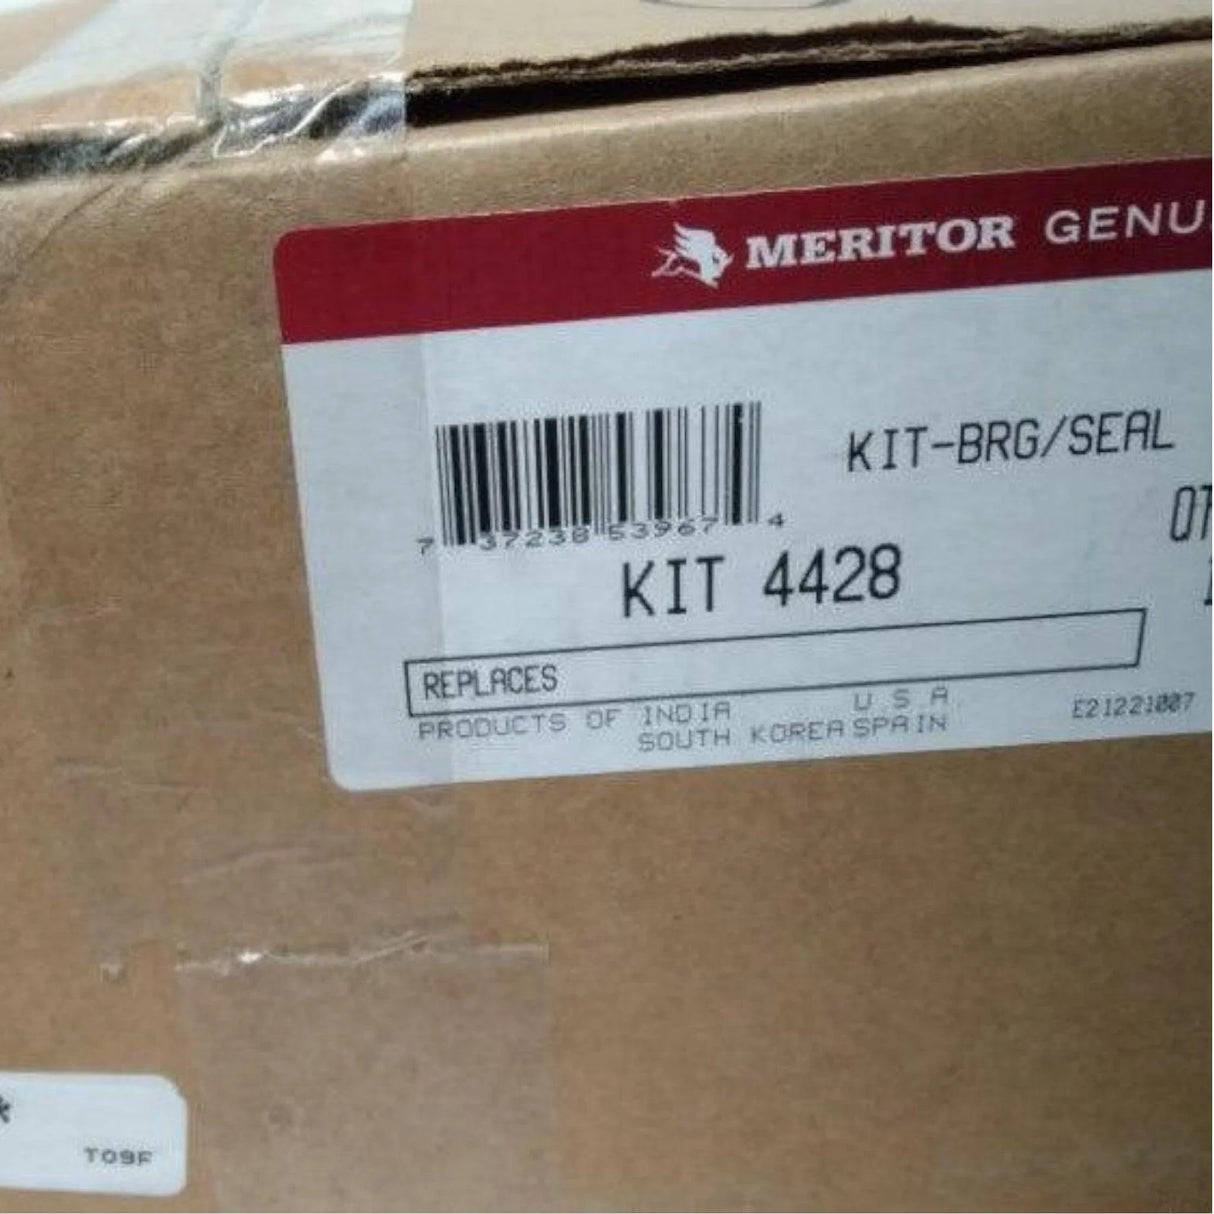 MERITOR GENU
KIT-BRG/SEAL
7 37238 53967 4
KIT 4428
REPLACES
PRODUCTS OF INDIA U S A
SOUTH KOREA SPAIN
E21221007
T09F